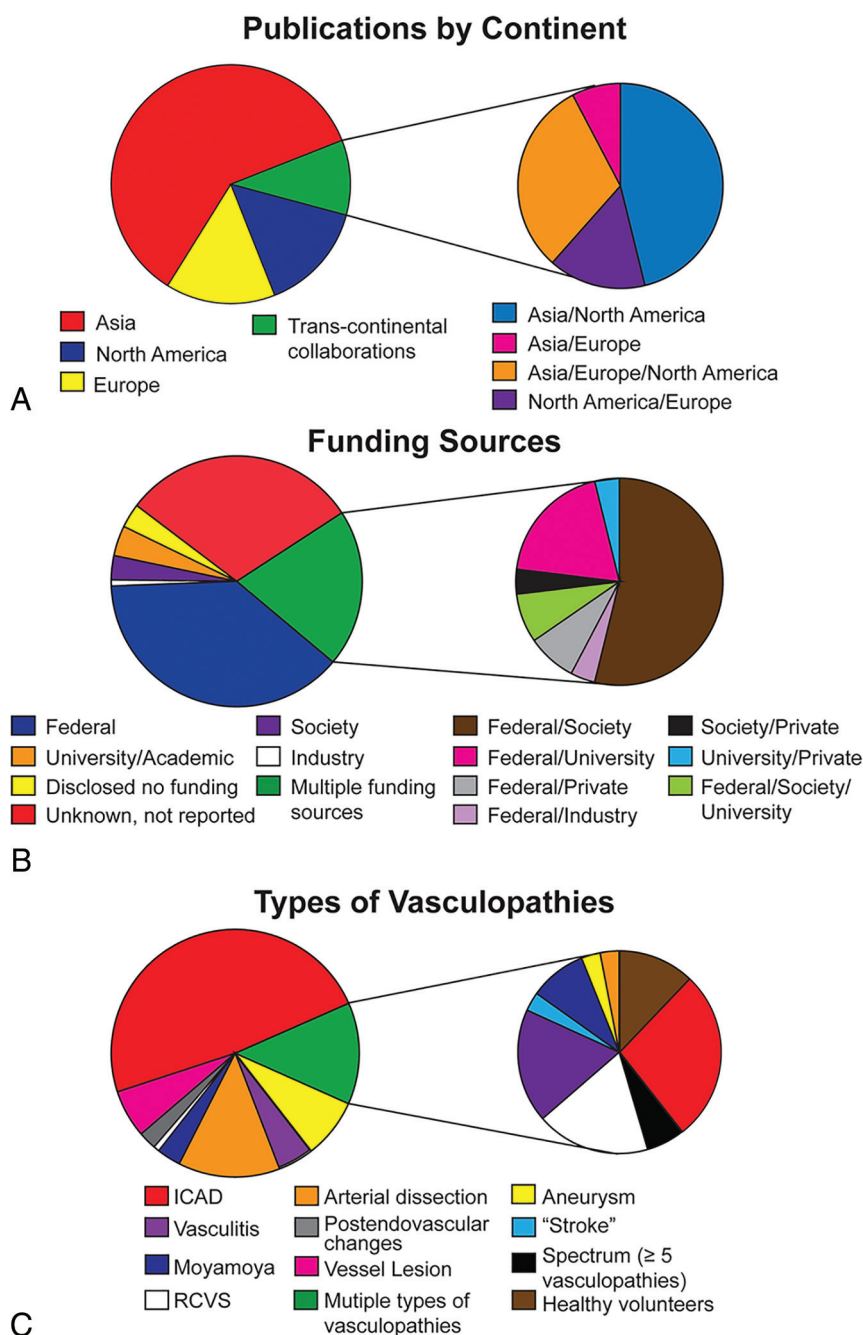 Publications by Continent
Asia
North America
Europe
Trans-continental
collaborations
Asia/North America
Asia/Europe
Asia/Europe/North America
North America/Europe
A
Funding Sources
Federal
University/Academic
Disclosed no funding
Unknown, not reported
Society
Industry
Multiple funding
sources
Federal/Society
Federal/University
Federal/Private
Federal/Industry
Society/Private
University/Private
Federal/Society/
University
B
Types of Vasculopathies
ICAD
Vasculitis
Moyamoya
RCVS
Arterial dissection
Postendovascular
changes
Vessel Lesion
Mutiple types of
vasculopathies
Aneurysm
“Stroke”
Spectrum (≥ 5
vasculopathies)
Healthy volunteers
C